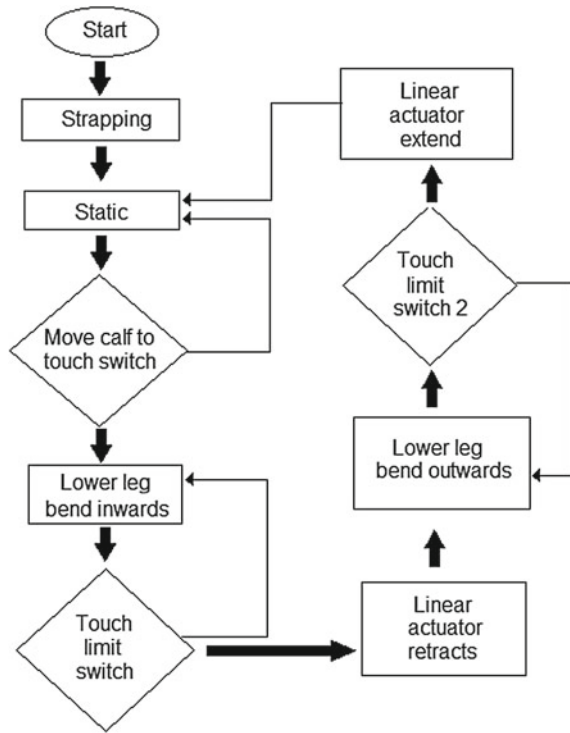 Start
Strapping
Static
Move calf to
touch switch
Lower leg
bend inwards
Touch
limit
switch
Linear
actuator
retracts
Lower leg
bend outwards
Touch
limit
switch 2
Linear
actuator
extend